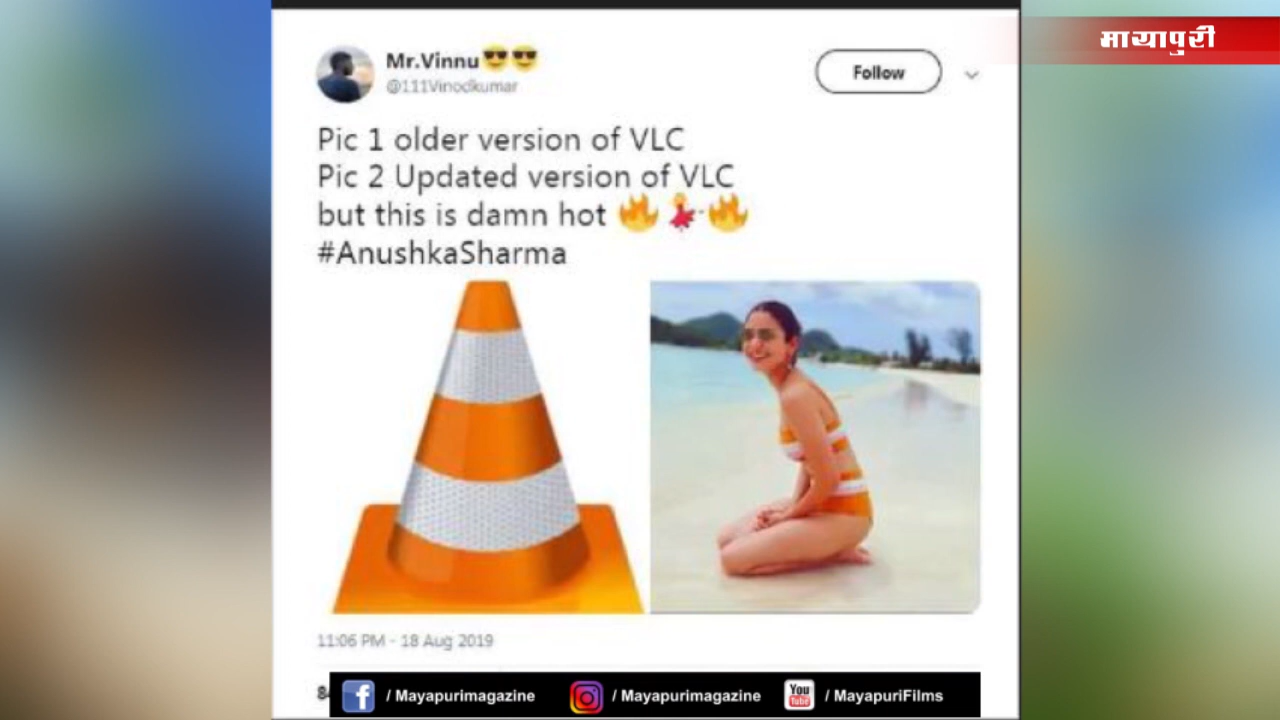 मायापुरी
Mr.Vinnu😎😎
@111Vinodkumar
Follow
Pic 1 older version of VLC
Pic 2 Updated version of VLC
but this is damn hot 🔥💃🔥
#AnushkaSharma
11:06 PM - 18 Aug 2019
/ Mayapurimagazine
/ Mayapurimagazine
You
Tube
/ MayapuriFilms